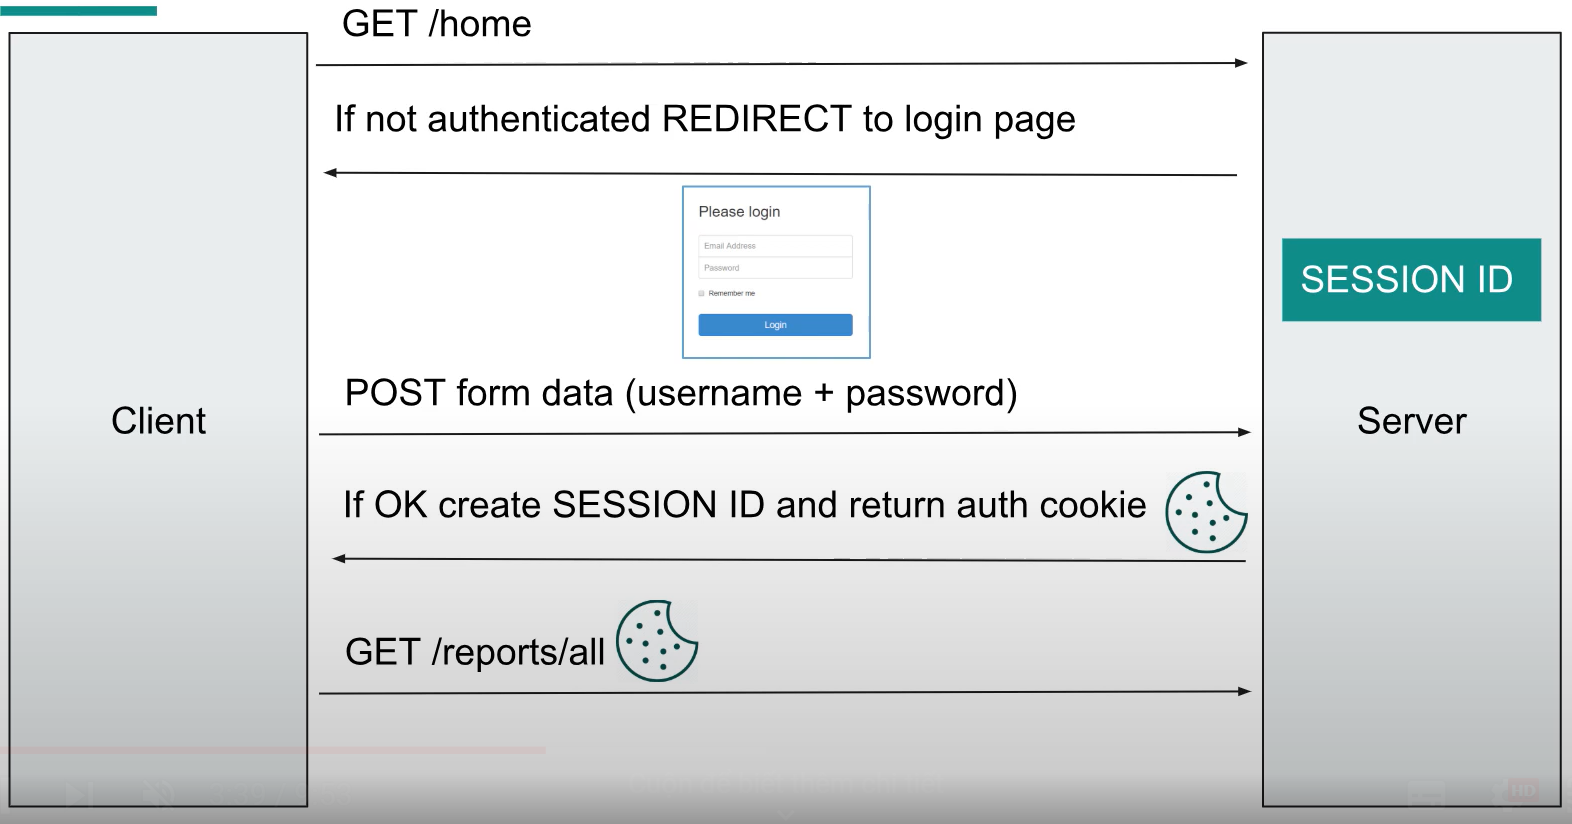 GET /home
If not authenticated REDIRECT to login page
Please login
Email Address
Password
Remember me
Login
SESSION ID
POST form data (username + password)
Client
Server
If OK create SESSION ID and return auth cookie
GET /reports/all
HD